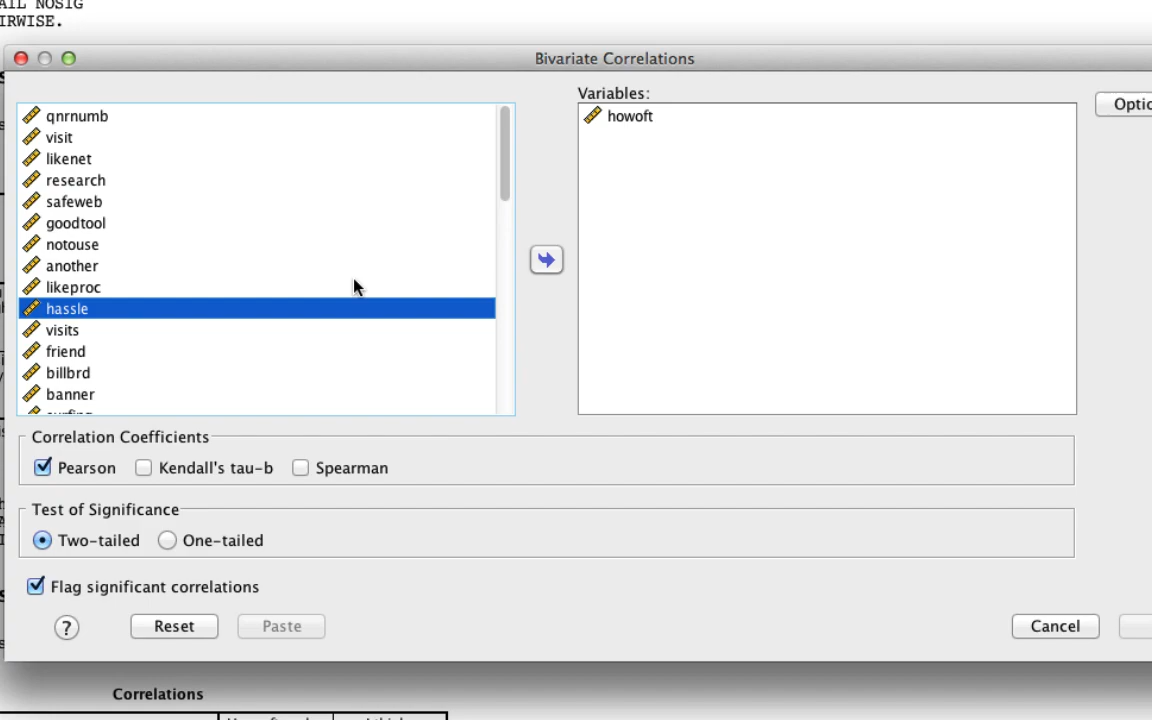 AIL NOSIG
IRWISE.
Bivariate Correlations
Variables:
qnrnumb
visit
likenet
research
safeweb
goodtool
notouse
another
likeproc
hassle
visits
friend
billbrd
banner
howoft
Optio
Correlation Coefficients
Pearson
Kendall's tau-b
Spearman
Test of Significance
Two-tailed
One-tailed
Flag significant correlations
?
Reset
Paste
Cancel
Correlations